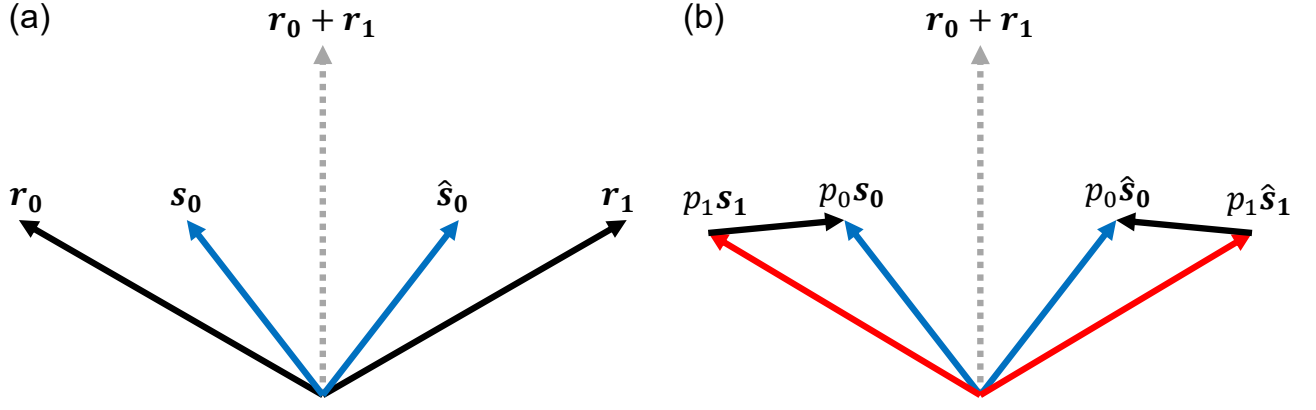 (a)
r₀ + r₁
r₀
s₀
ŝ₀
r₁
(b)
r₀ + r₁
p₁s₁
p₀s₀
p₀ŝ₀
p₁ŝ₁